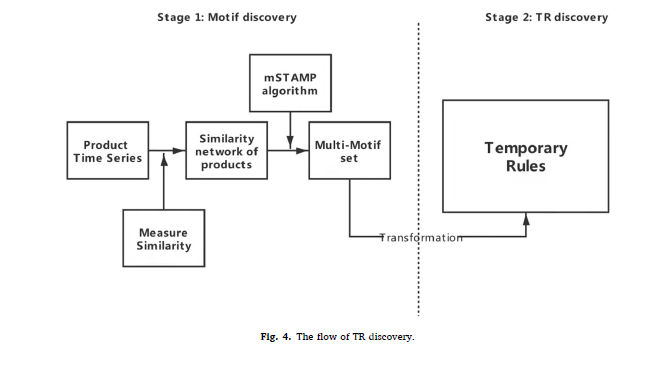 Stage 1: Motif discovery
Stage 2: TR discovery
mSTAMP
algorithm
Product
Time Series
Similarity
network of
products
Multi-Motif
set
Temporary
Rules
Measure
Similarity
Transformation
Fig. 4. The flow of TR discovery.